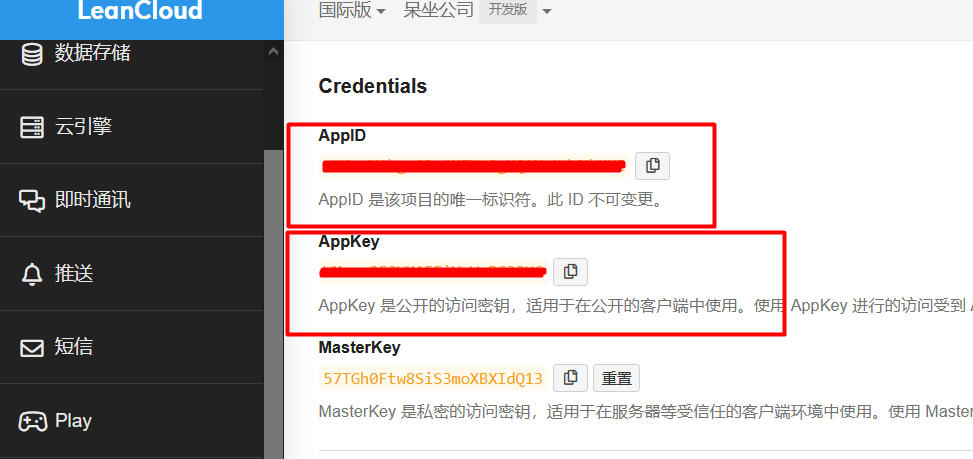 LeanCloud
数据存储
云引擎
即时通讯
推送
短信
Play
国际版 呆坐公司 开发版
Credentials
AppID
AppID 是该项目的唯一标识符。此 ID 不可变更。
AppKey
AppKey 是公开的访问密钥，适用于在公开的客户端中使用。使用 AppKey 进行的访问受到
MasterKey
57TGh0Ftw8SiS3moXBXIdQ13 重置
MasterKey 是私密的访问密钥，适用于在服务器等受信任的客户端环境中使用。使用 Master